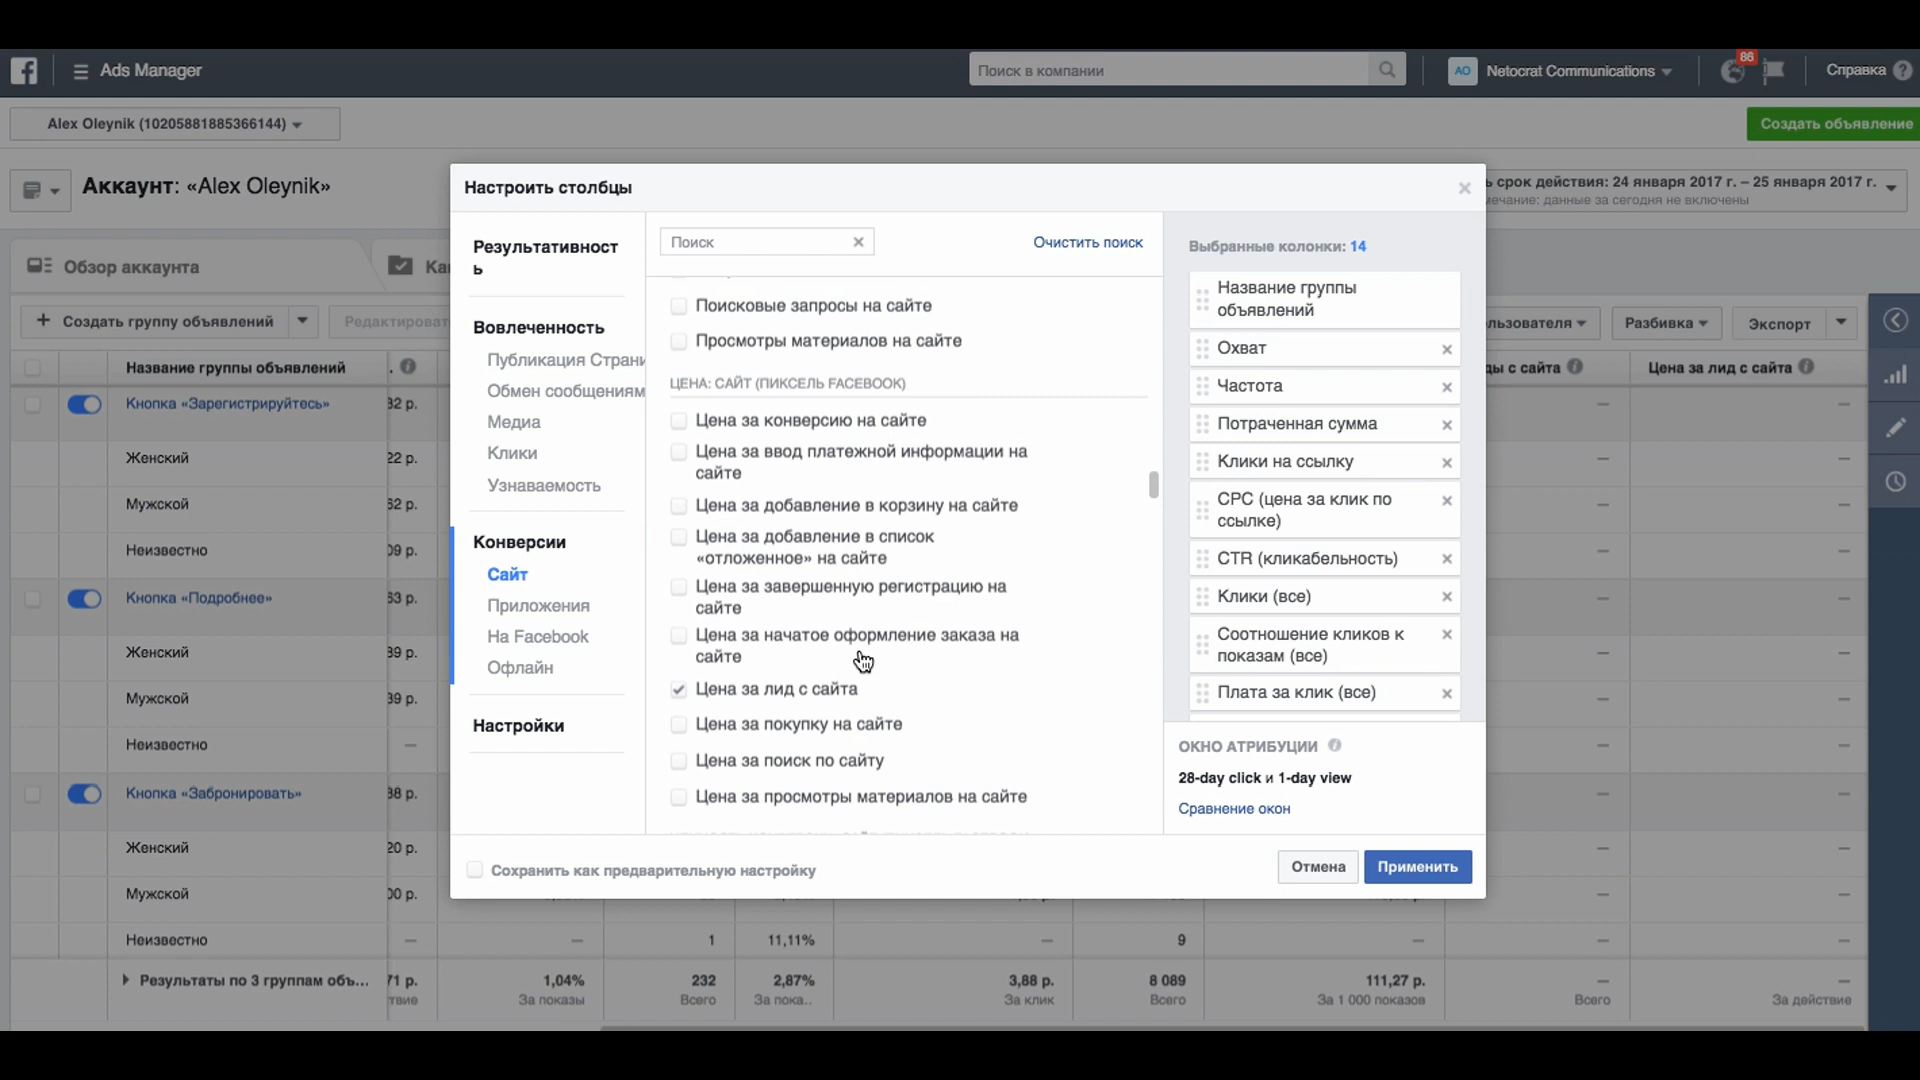 Ads Manager
Поиск в компании
AO
Netocrat Communications
86
Справка
Alex Oleynik (10205881885366144)
Создать объявление
Аккаунт: «Alex Oleynik»
срок действия: 24 января 2017 г. – 25 января 2017 г.
данные за сегодня не включены
Обзор аккаунта
Создать группу объявлений
Разбивка
Экспорт
Название группы объявлений
ды с сайта
Цена за лид с сайта
Кнопка «Зарегистрируйтесь»
32 р.
Женский
22 р.
Мужской
62 р.
Неизвестно
09 р.
Кнопка «Подробнее»
63 р.
Женский
39 р.
Мужской
39 р.
Неизвестно
—
Кнопка «Забронировать»
38 р.
Женский
20 р.
Мужской
00 р.
Неизвестно
— — 1 11,11% — 9 — — —
Результаты по 3 группам объ...
71 р. 1,04% 232 2,87% 3,88 р. 8 089 111,27 р. — —
твие За показы Всего За пока.. За клик Всего За 1 000 показов Всего За действие
Настроить столбцы
Результативност
ь
Вовлеченность
Публикация Страни
Обмен сообщениям
Медиа
Клики
Узнаваемость
Конверсии
Сайт
Приложения
На Facebook
Офлайн
Настройки
Поиск
Очистить поиск
Поисковые запросы на сайте
Просмотры материалов на сайте
ЦЕНА: САЙТ (ПИКСЕЛЬ FACEBOOK)
Цена за конверсию на сайте
Цена за ввод платежной информации на
сайте
Цена за добавление в корзину на сайте
Цена за добавление в список
«отложенное» на сайте
Цена за завершенную регистрацию на
сайте
Цена за начатое оформление заказа на
сайте
Цена за лид с сайта
Цена за покупку на сайте
Цена за поиск по сайту
Цена за просмотры материалов на сайте
Выбранные колонки: 14
Название группы
объявлений
Охват
Частота
Потраченная сумма
Клики на ссылку
CPC (цена за клик по
ссылке)
CTR (кликабельность)
Клики (все)
Соотношение кликов к
показам (все)
Плата за клик (все)
ОКНО АТРИБУЦИИ
28-day click и 1-day view
Сравнение окон
Сохранить как предварительную настройку
Отмена
Применить